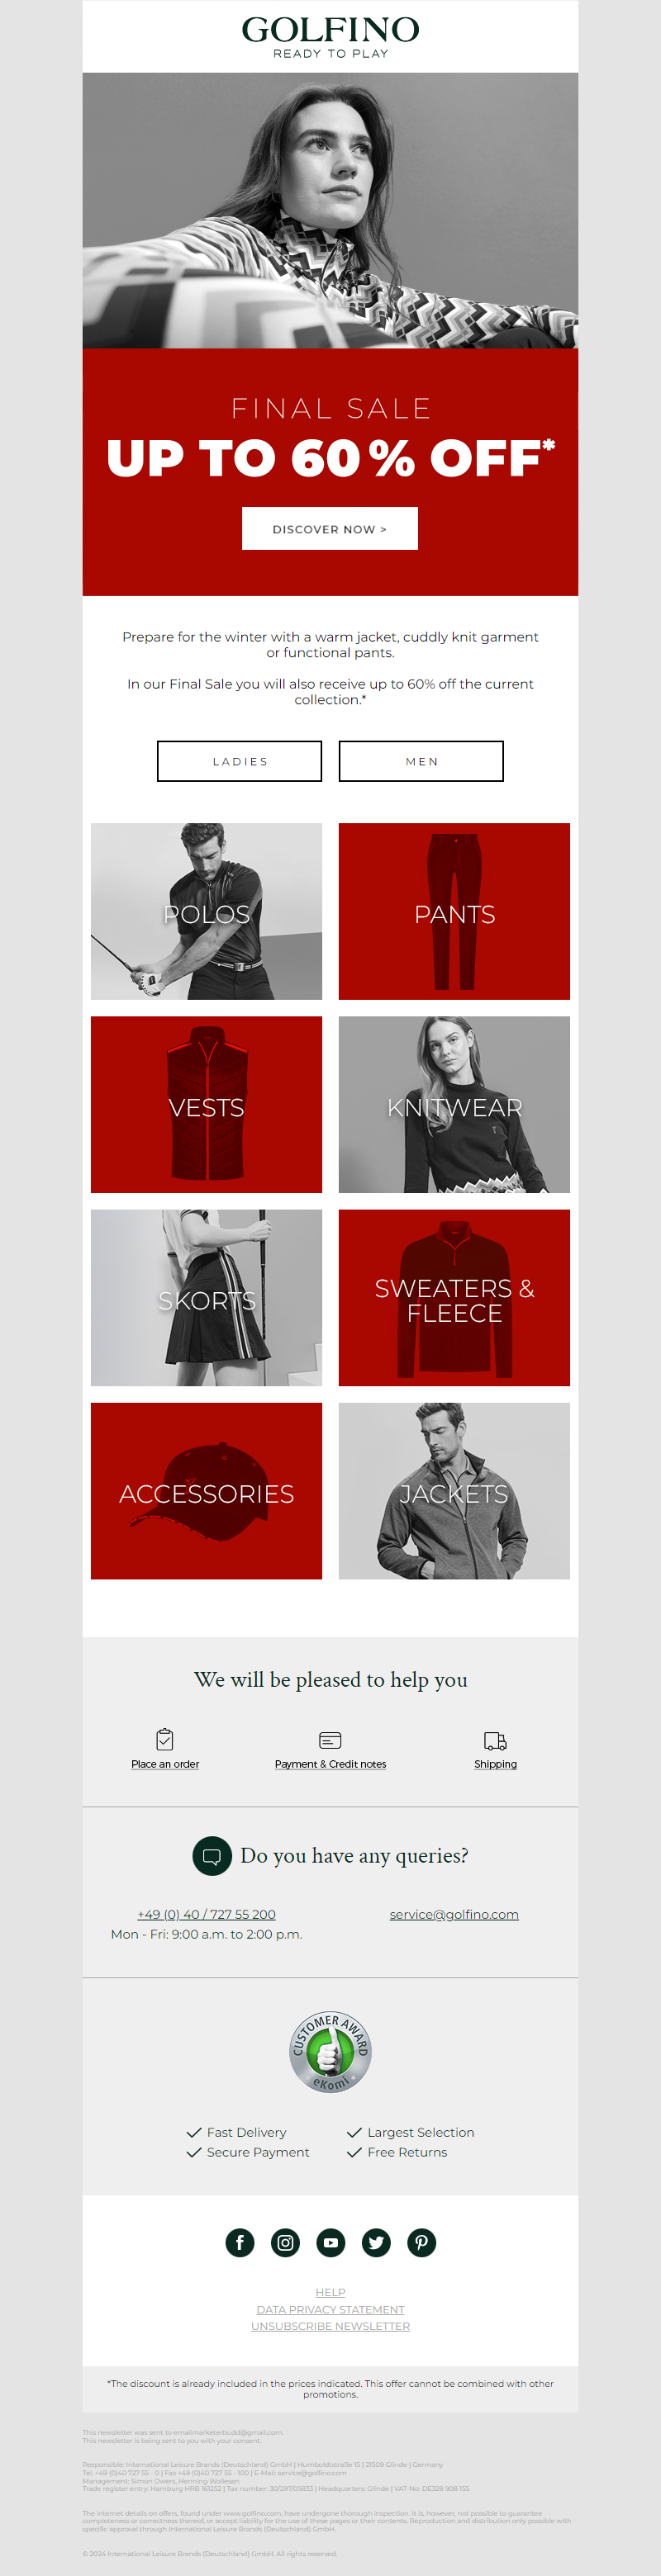 GOLFINO
READY TO PLAY
FINAL SALE
UP TO 60 % OFF*
DISCOVER NOW >
Prepare for the winter with a warm jacket, cuddly knit garment
or functional pants.
In our Final Sale you will also receive up to 60% off the current
collection.*
LADIES
MEN
POLOS
PANTS
VESTS
KNITWEAR
SKORTS
SWEATERS &
FLEECE
ACCESSORIES
JACKETS
We will be pleased to help you
Place an order
Payment & Credit notes
Shipping
Do you have any queries?
+49 (0) 40 / 727 55 200
Mon - Fri: 9:00 a.m. to 2:00 p.m.
service@golfino.com
CUSTOMER AWARD
eKomi
Fast Delivery
Largest Selection
Secure Payment
Free Returns
HELP
DATA PRIVACY STATEMENT
UNSUBSCRIBE NEWSLETTER
*The discount is already included in the prices indicated. This offer cannot be combined with other
promotions.
This newsletter was sent to emailmarketerbudd@gmail.com.
This newsletter is being sent to you with your consent.
Responsible: International Leisure Brands (Deutschland) GmbH | Humboldtstraße 15 | 21509 Glinde | Germany
Tel. +49 (0)40 727 55 - 0 | Fax +49 (0)40 727 55 - 100 | E-Mail: service@golfino.com
Management: Simon Owers, Henning Wollesen
Trade register entry: Hamburg HRB 161252 | Tax number: 30/297/05833 | Headquarters: Glinde | VAT-No: DE328 908 155
The Internet details on offers, found under www.golfino.com, have undergone thorough inspection. It is, however, not possible to guarantee
completeness or correctness thereof, or accept liability for the use of these pages or their contents. Reproduction and distribution only possible with
specific approval through International Leisure Brands (Deutschland) GmbH.
© 2024 International Leisure Brands (Deutschland) GmbH. All rights reserved.